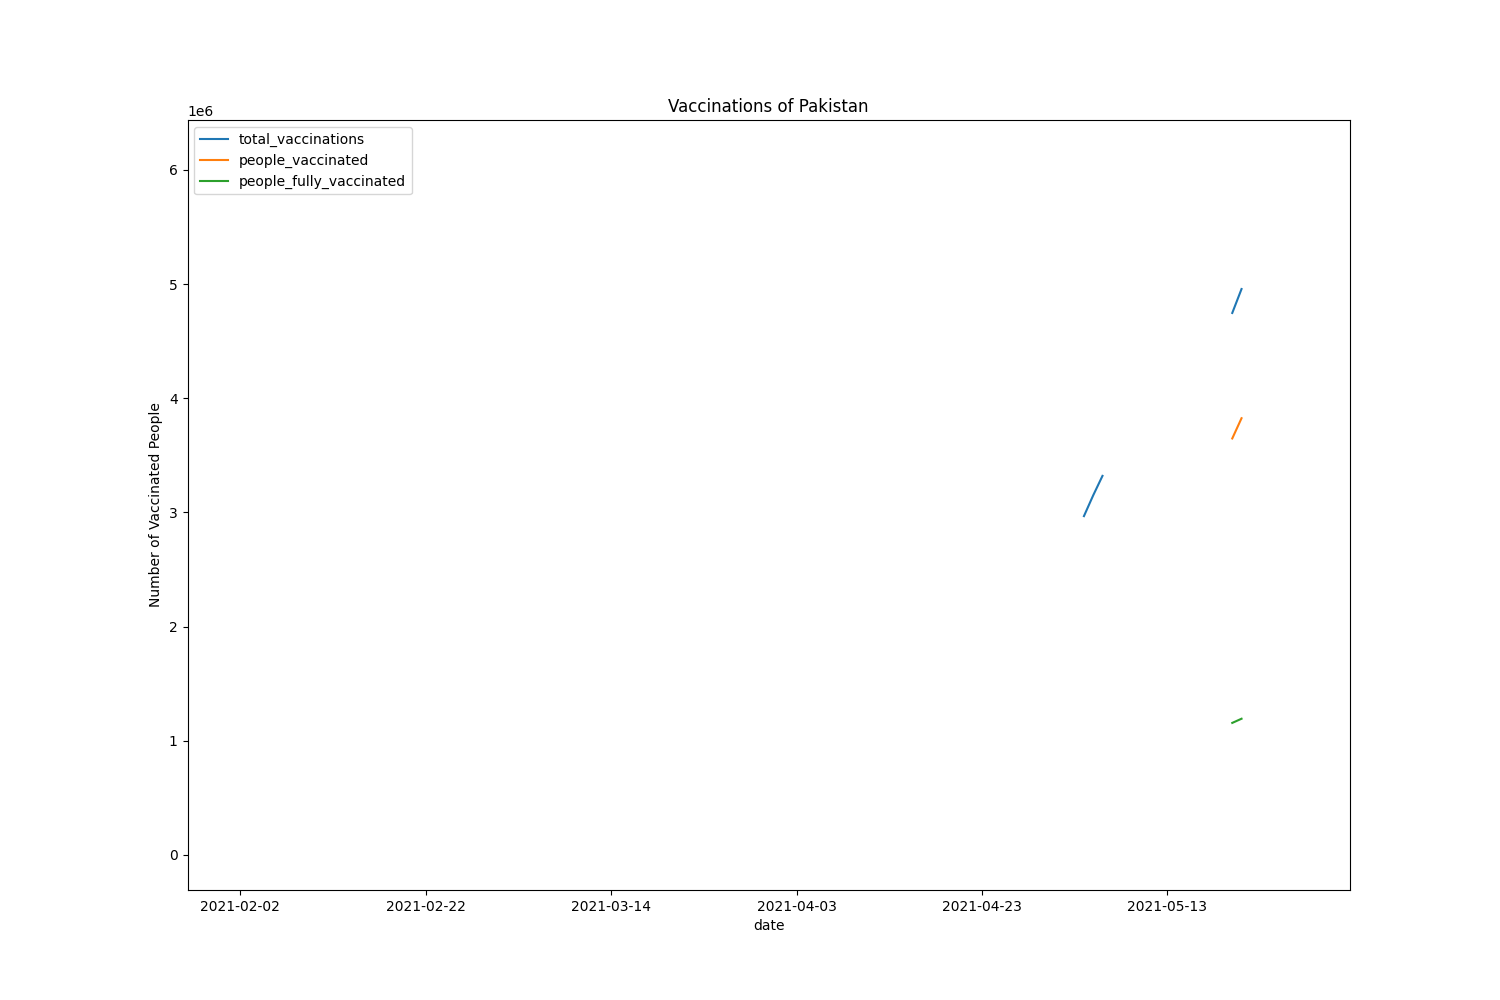 Vaccinations of Pakistan
1e6
total_vaccinations
people_vaccinated
people_fully_vaccinated
6
5
4
3
2
1
0
Number of Vaccinated People
2021-02-02 2021-02-22 2021-03-14 2021-04-03 2021-04-23 2021-05-13
date